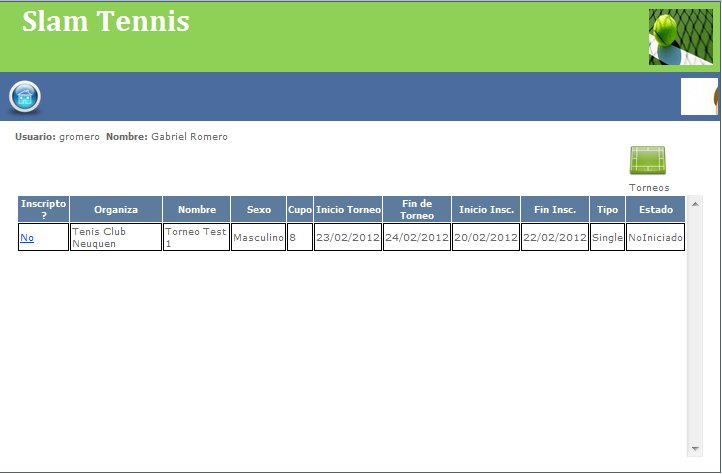 Slam Tennis
Usuario: gromero Nombre: Gabriel Romero
Torneos
Inscripto ? Organiza Nombre Sexo Cupo Inicio Torneo Fin de Torneo Inicio Insc. Fin Insc. Tipo Estado
No Tenis Club Neuquen Torneo Test 1 Masculino 8 23/02/2012 24/02/2012 20/02/2012 22/02/2012 Single NoIniciado